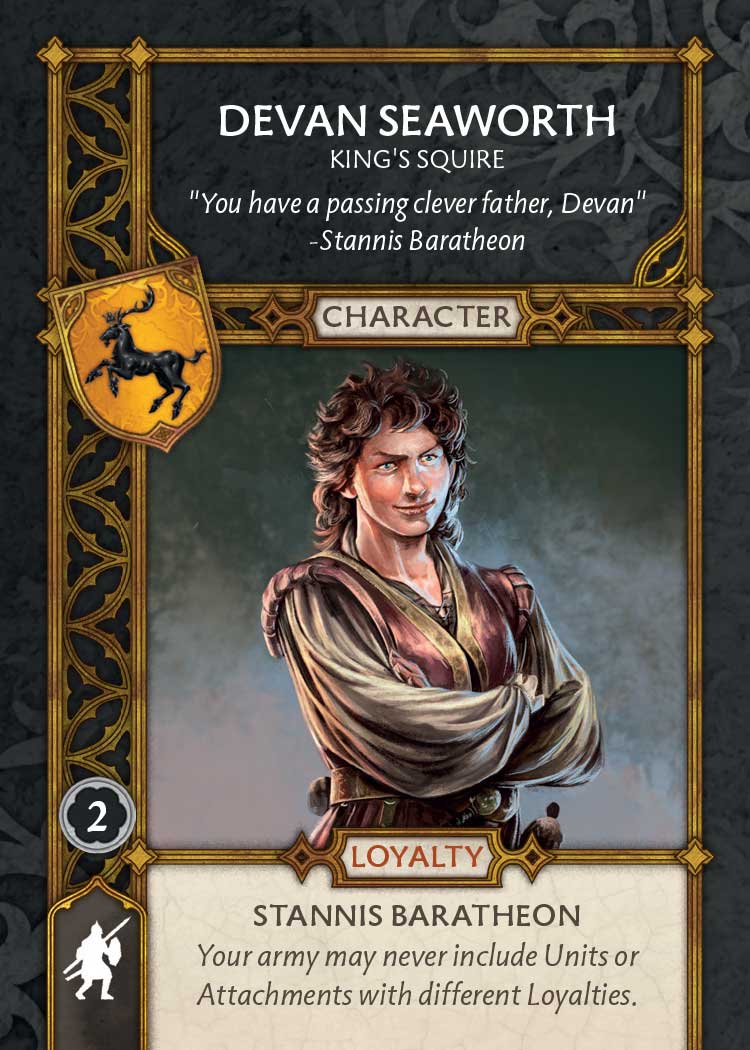 DEVAN SEAWORTH
KING'S SQUIRE
"You have a passing clever father, Devan"
-Stannis Baratheon
CHARACTER
2
LOYALTY
STANNIS BARATHEON
Your army may never include Units or
Attachments with different Loyalties.